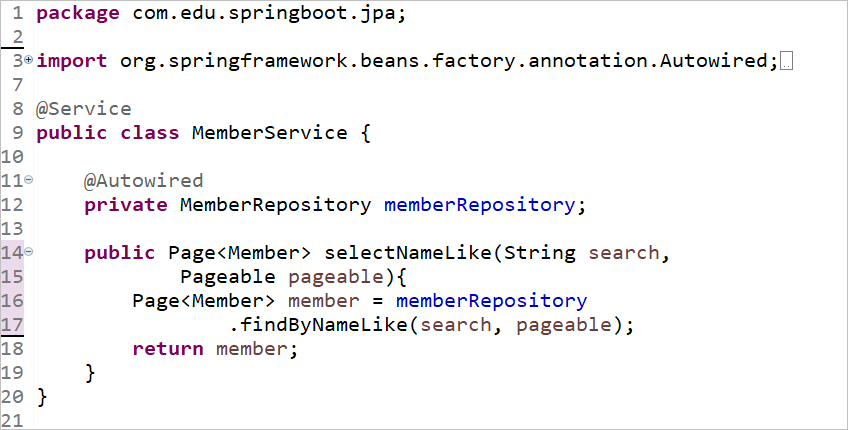 1 package com.edu.springboot.jpa;
2
3 import org.springframework.beans.factory.annotation.Autowired;
7
8 @Service
9 public class MemberService {
10
11     @Autowired
12     private MemberRepository memberRepository;
13
14     public Page<Member> selectNameLike(String search,
15             Pageable pageable){
16         Page<Member> member = memberRepository
17                 .findByNameLike(search, pageable);
18         return member;
19     }
20 }
21